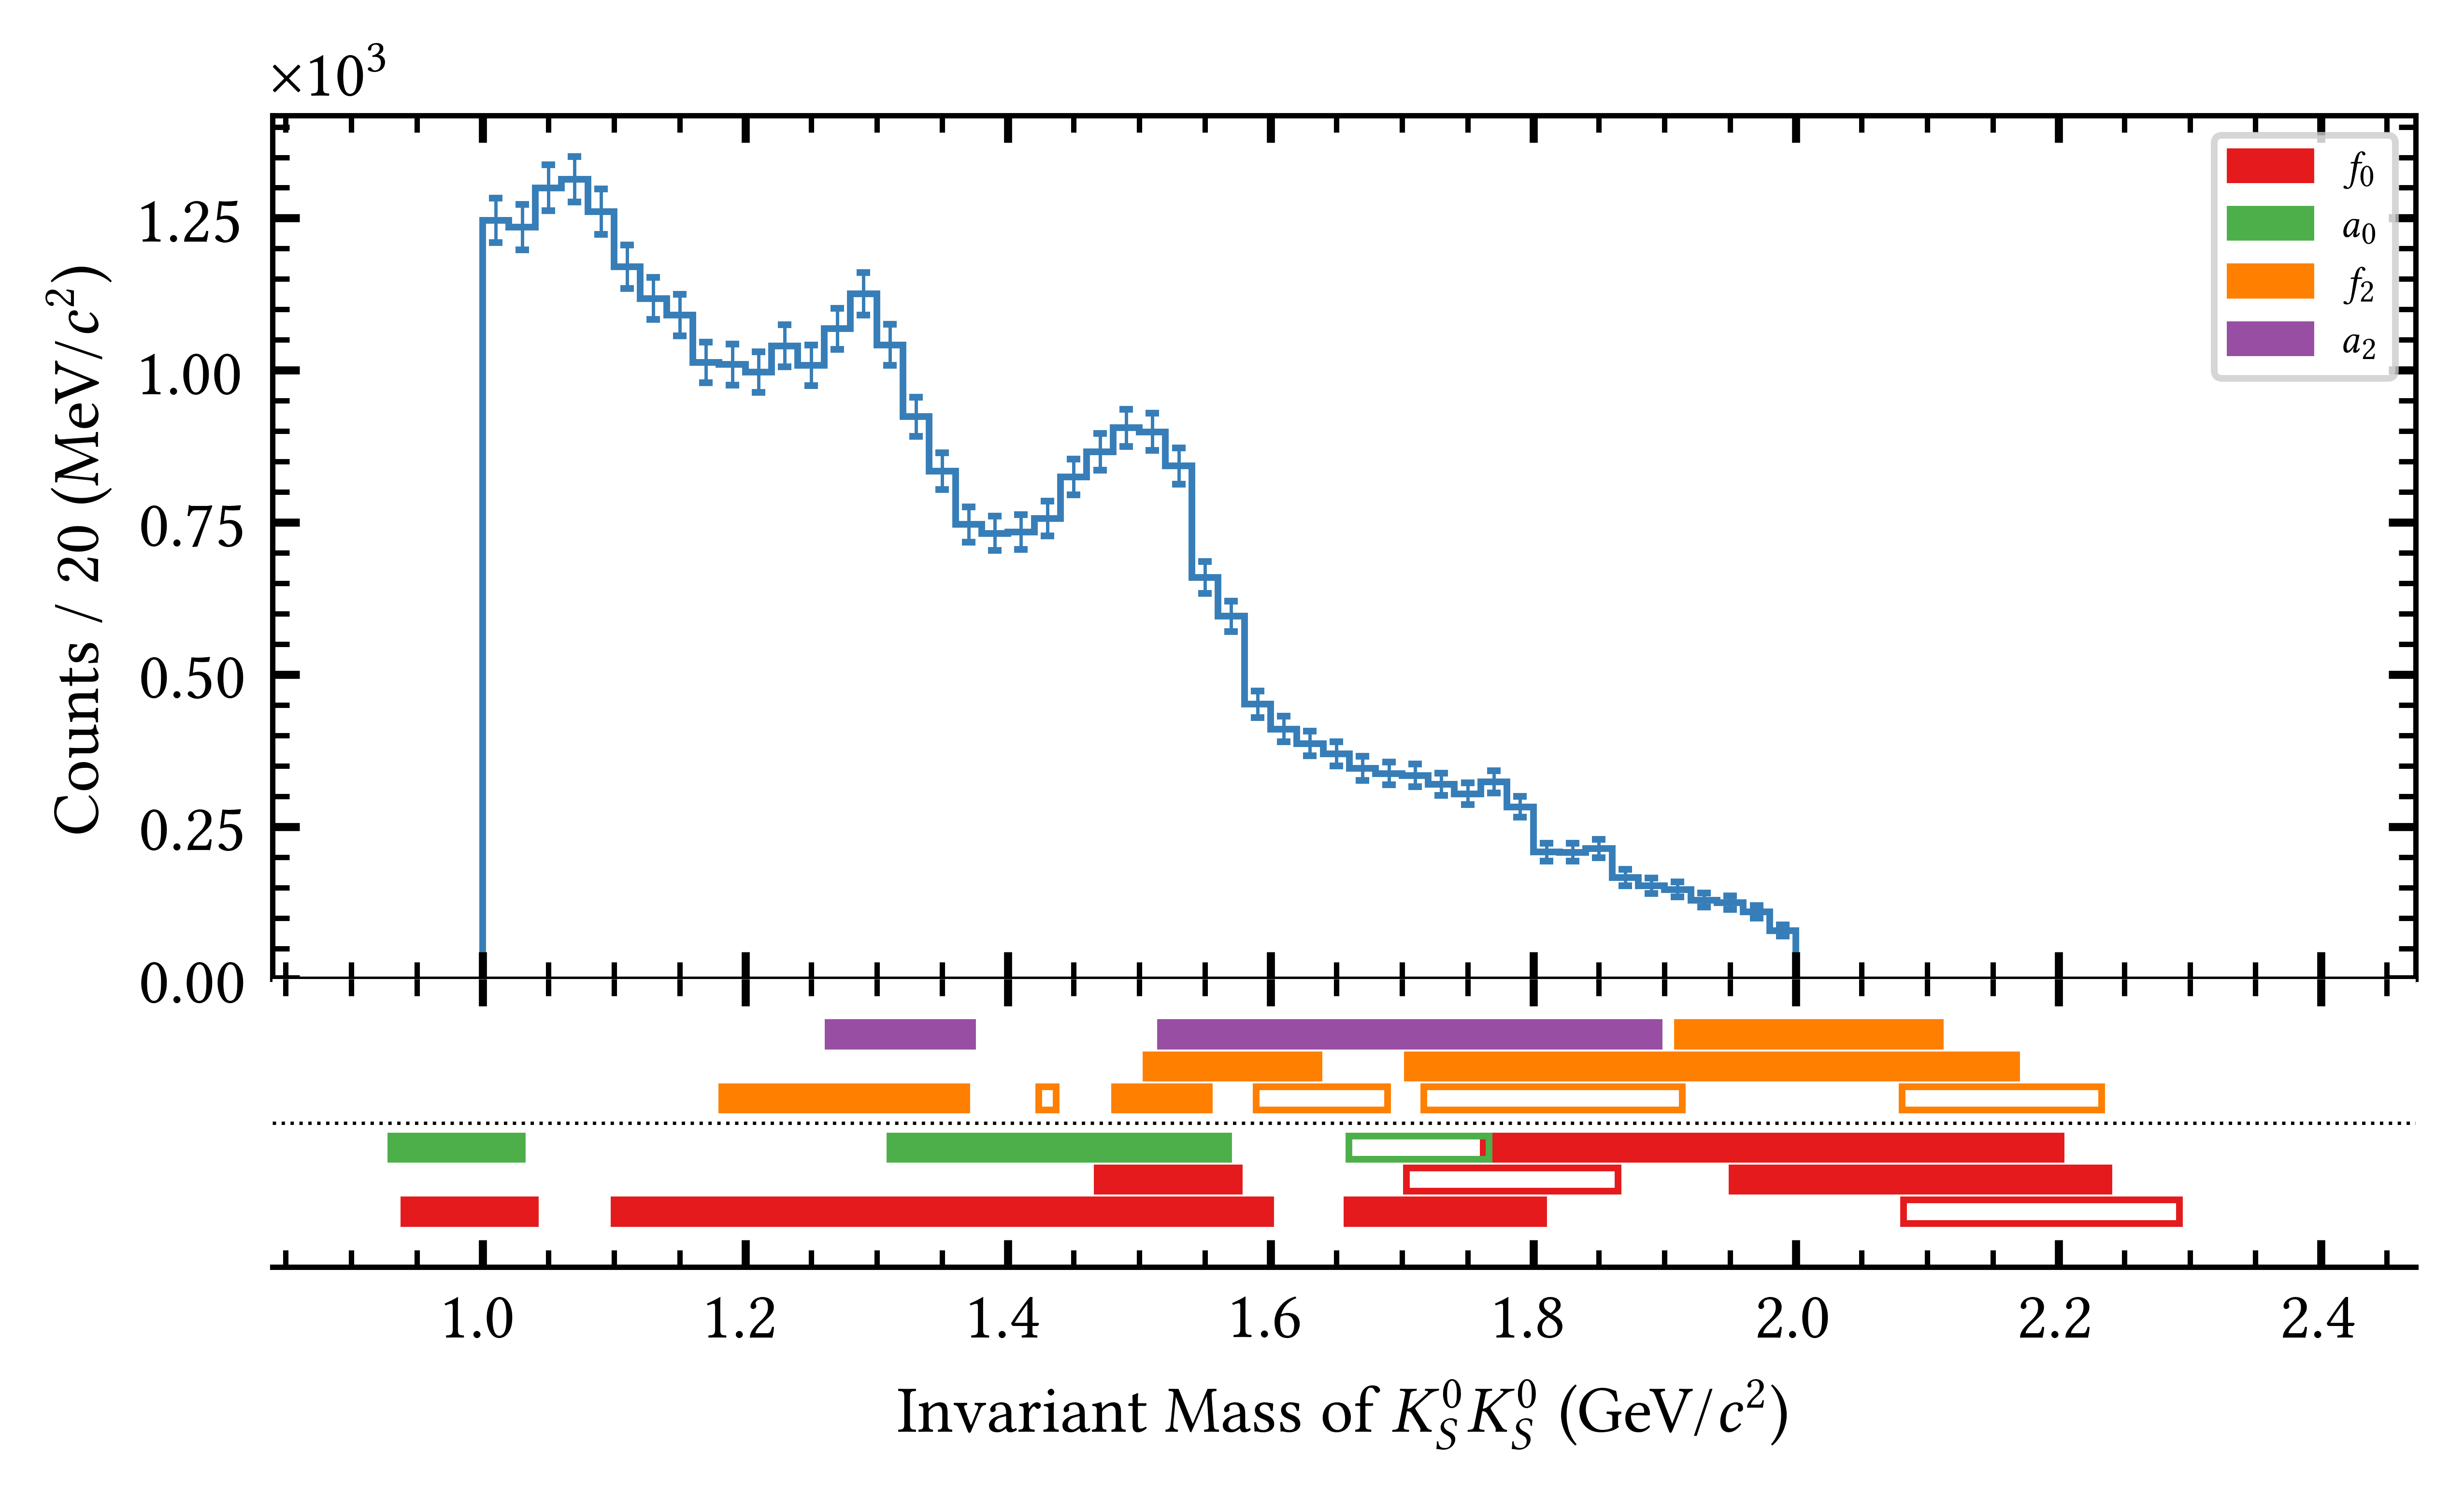 ×10³
Counts / 20 (MeV/c²)
1.25
1.00
0.75
0.50
0.25
0.00
f₀
a₀
f₂
a₂
1.0 1.2 1.4 1.6 1.8 2.0 2.2 2.4
Invariant Mass of K⁰_S K⁰_S (GeV/c²)